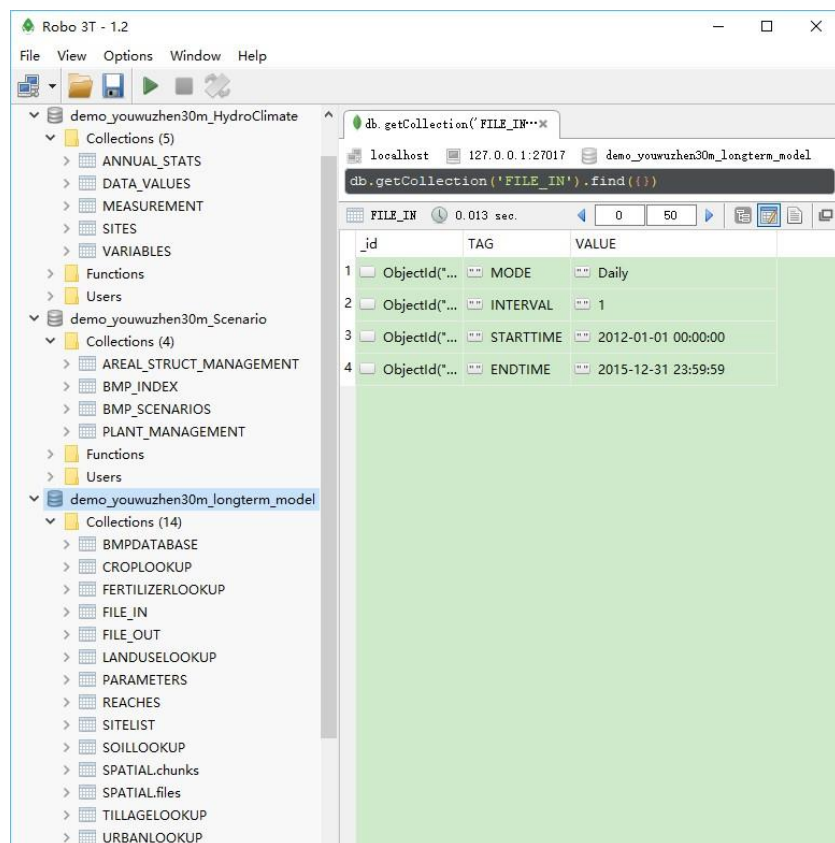 Robo 3T - 1.2
File View Options Window Help
demo_youwuzhen30m_HydroClimate
Collections (5)
ANNUAL_STATS
DATA_VALUES
MEASUREMENT
SITES
VARIABLES
Functions
Users
demo_youwuzhen30m_Scenario
Collections (4)
AREAL_STRUCT_MANAGEMENT
BMP_INDEX
BMP_SCENARIOS
PLANT_MANAGEMENT
Functions
Users
demo_youwuzhen30m_longterm_model
Collections (14)
BMPDATABASE
CROPLOOKUP
FERTILIZERLOOKUP
FILE_IN
FILE_OUT
LANDUSELOOKUP
PARAMETERS
REACHES
SITELIST
SOILLOOKUP
SPATIAL.chunks
SPATIAL.files
TILLAGELOOKUP
URBANLOOKUP
db.getCollection('FILE_IN⋯×
localhost 127.0.0.1:27017 demo_youwuzhen30m_longterm_model
db.getCollection('FILE_IN').find({})
FILE_IN 0.013 sec. 0 50
_id TAG VALUE
1 ObjectId("... MODE Daily
2 ObjectId("... INTERVAL 1
3 ObjectId("... STARTTIME 2012-01-01 00:00:00
4 ObjectId("... ENDTIME 2015-12-31 23:59:59